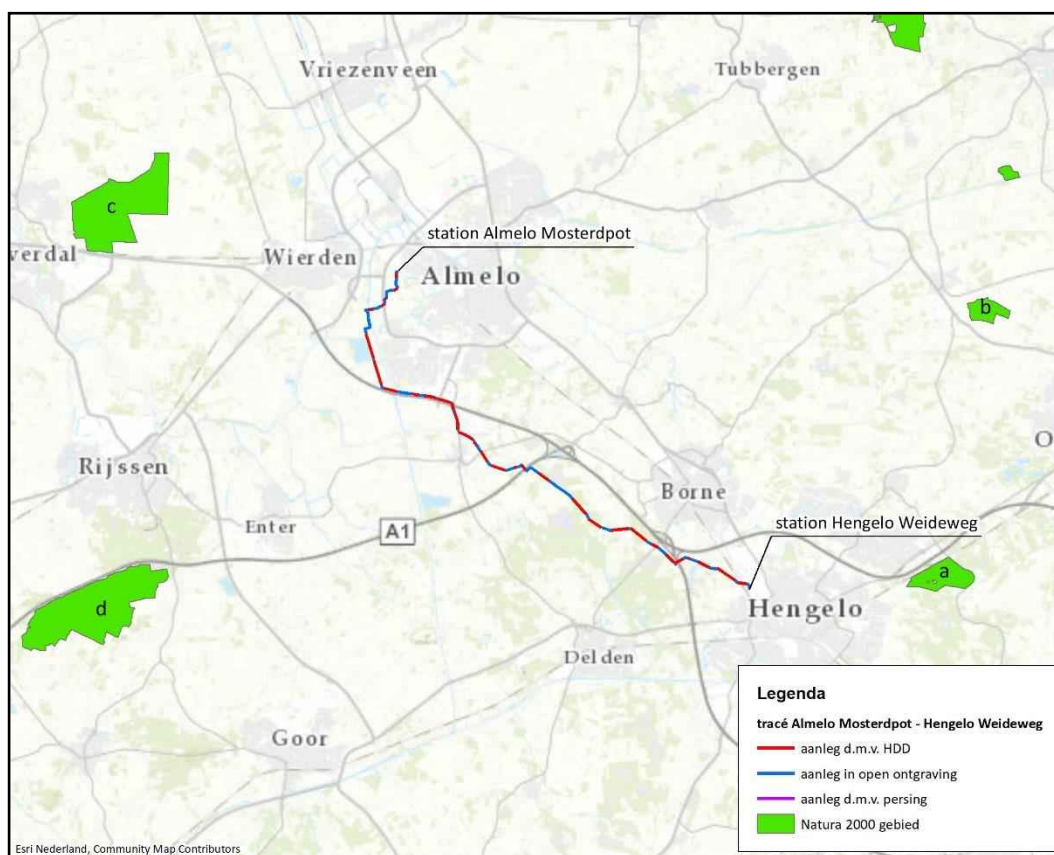 Vriezenveen
Tubbergen
c
station Almelo Mosterdpot
verdal
Wierden
Almelo
b
O
Rijssen
Borne
Enter
A1
station Hengelo Weideweg
a
d
Hengelo
Delden
Goor
Legenda
tracé Almelo Mosterdpot - Hengelo Weideweg
aanleg d.m.v. HDD
aanleg in open ontgraving
aanleg d.m.v. persing
Natura 2000 gebied
Esri Nederland, Community Map Contributors